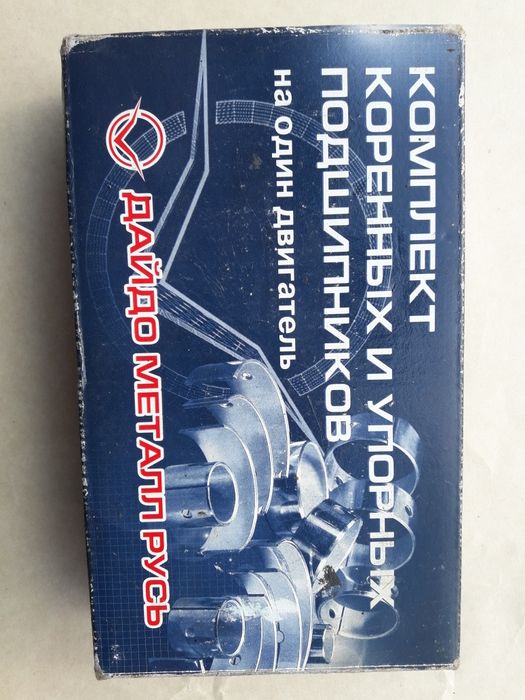 КОМПЛЕКТ
КОРЕННЫХ И УПОРНЫХ
ПОДШИПНИКОВ
на один двигатель
ДАЙДО МЕТАЛЛ РУСЬ